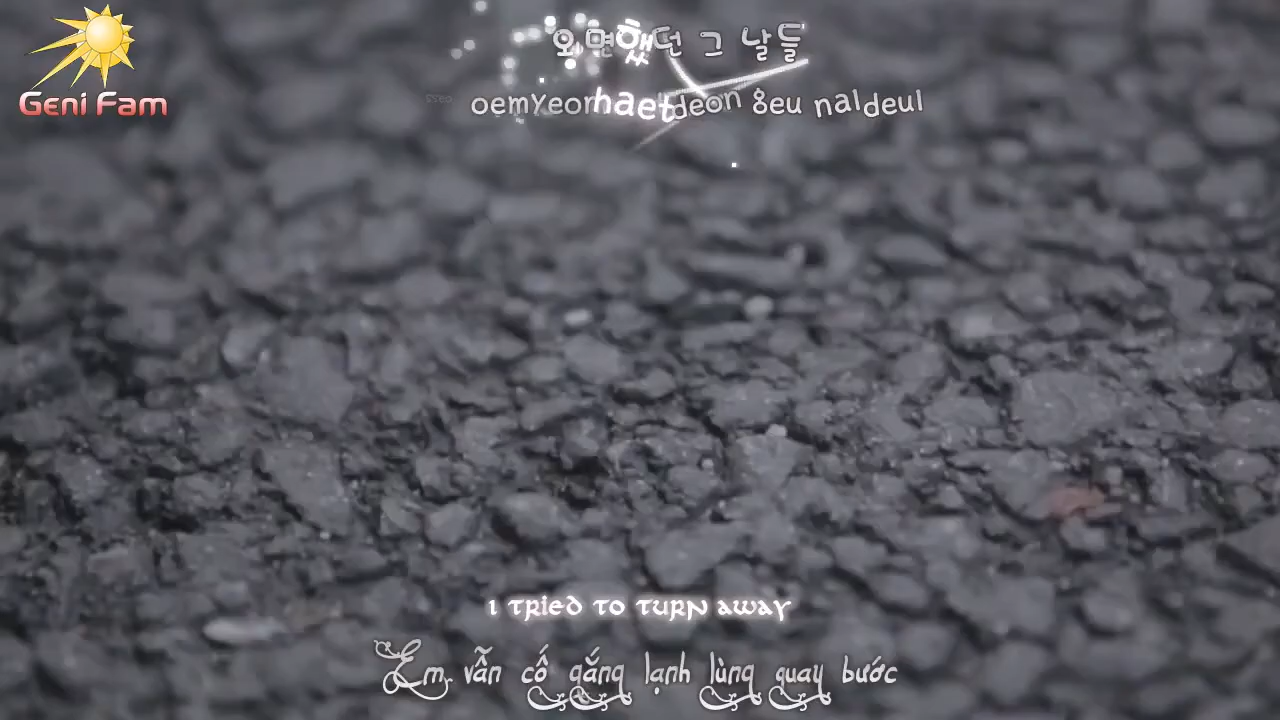 Geni Fam
외면했던 그 날들
oemyeonhaetdeon geu naldeul
I TRIED TO TURN AWAY
Em vẫn cố gắng lạnh lùng quay bước